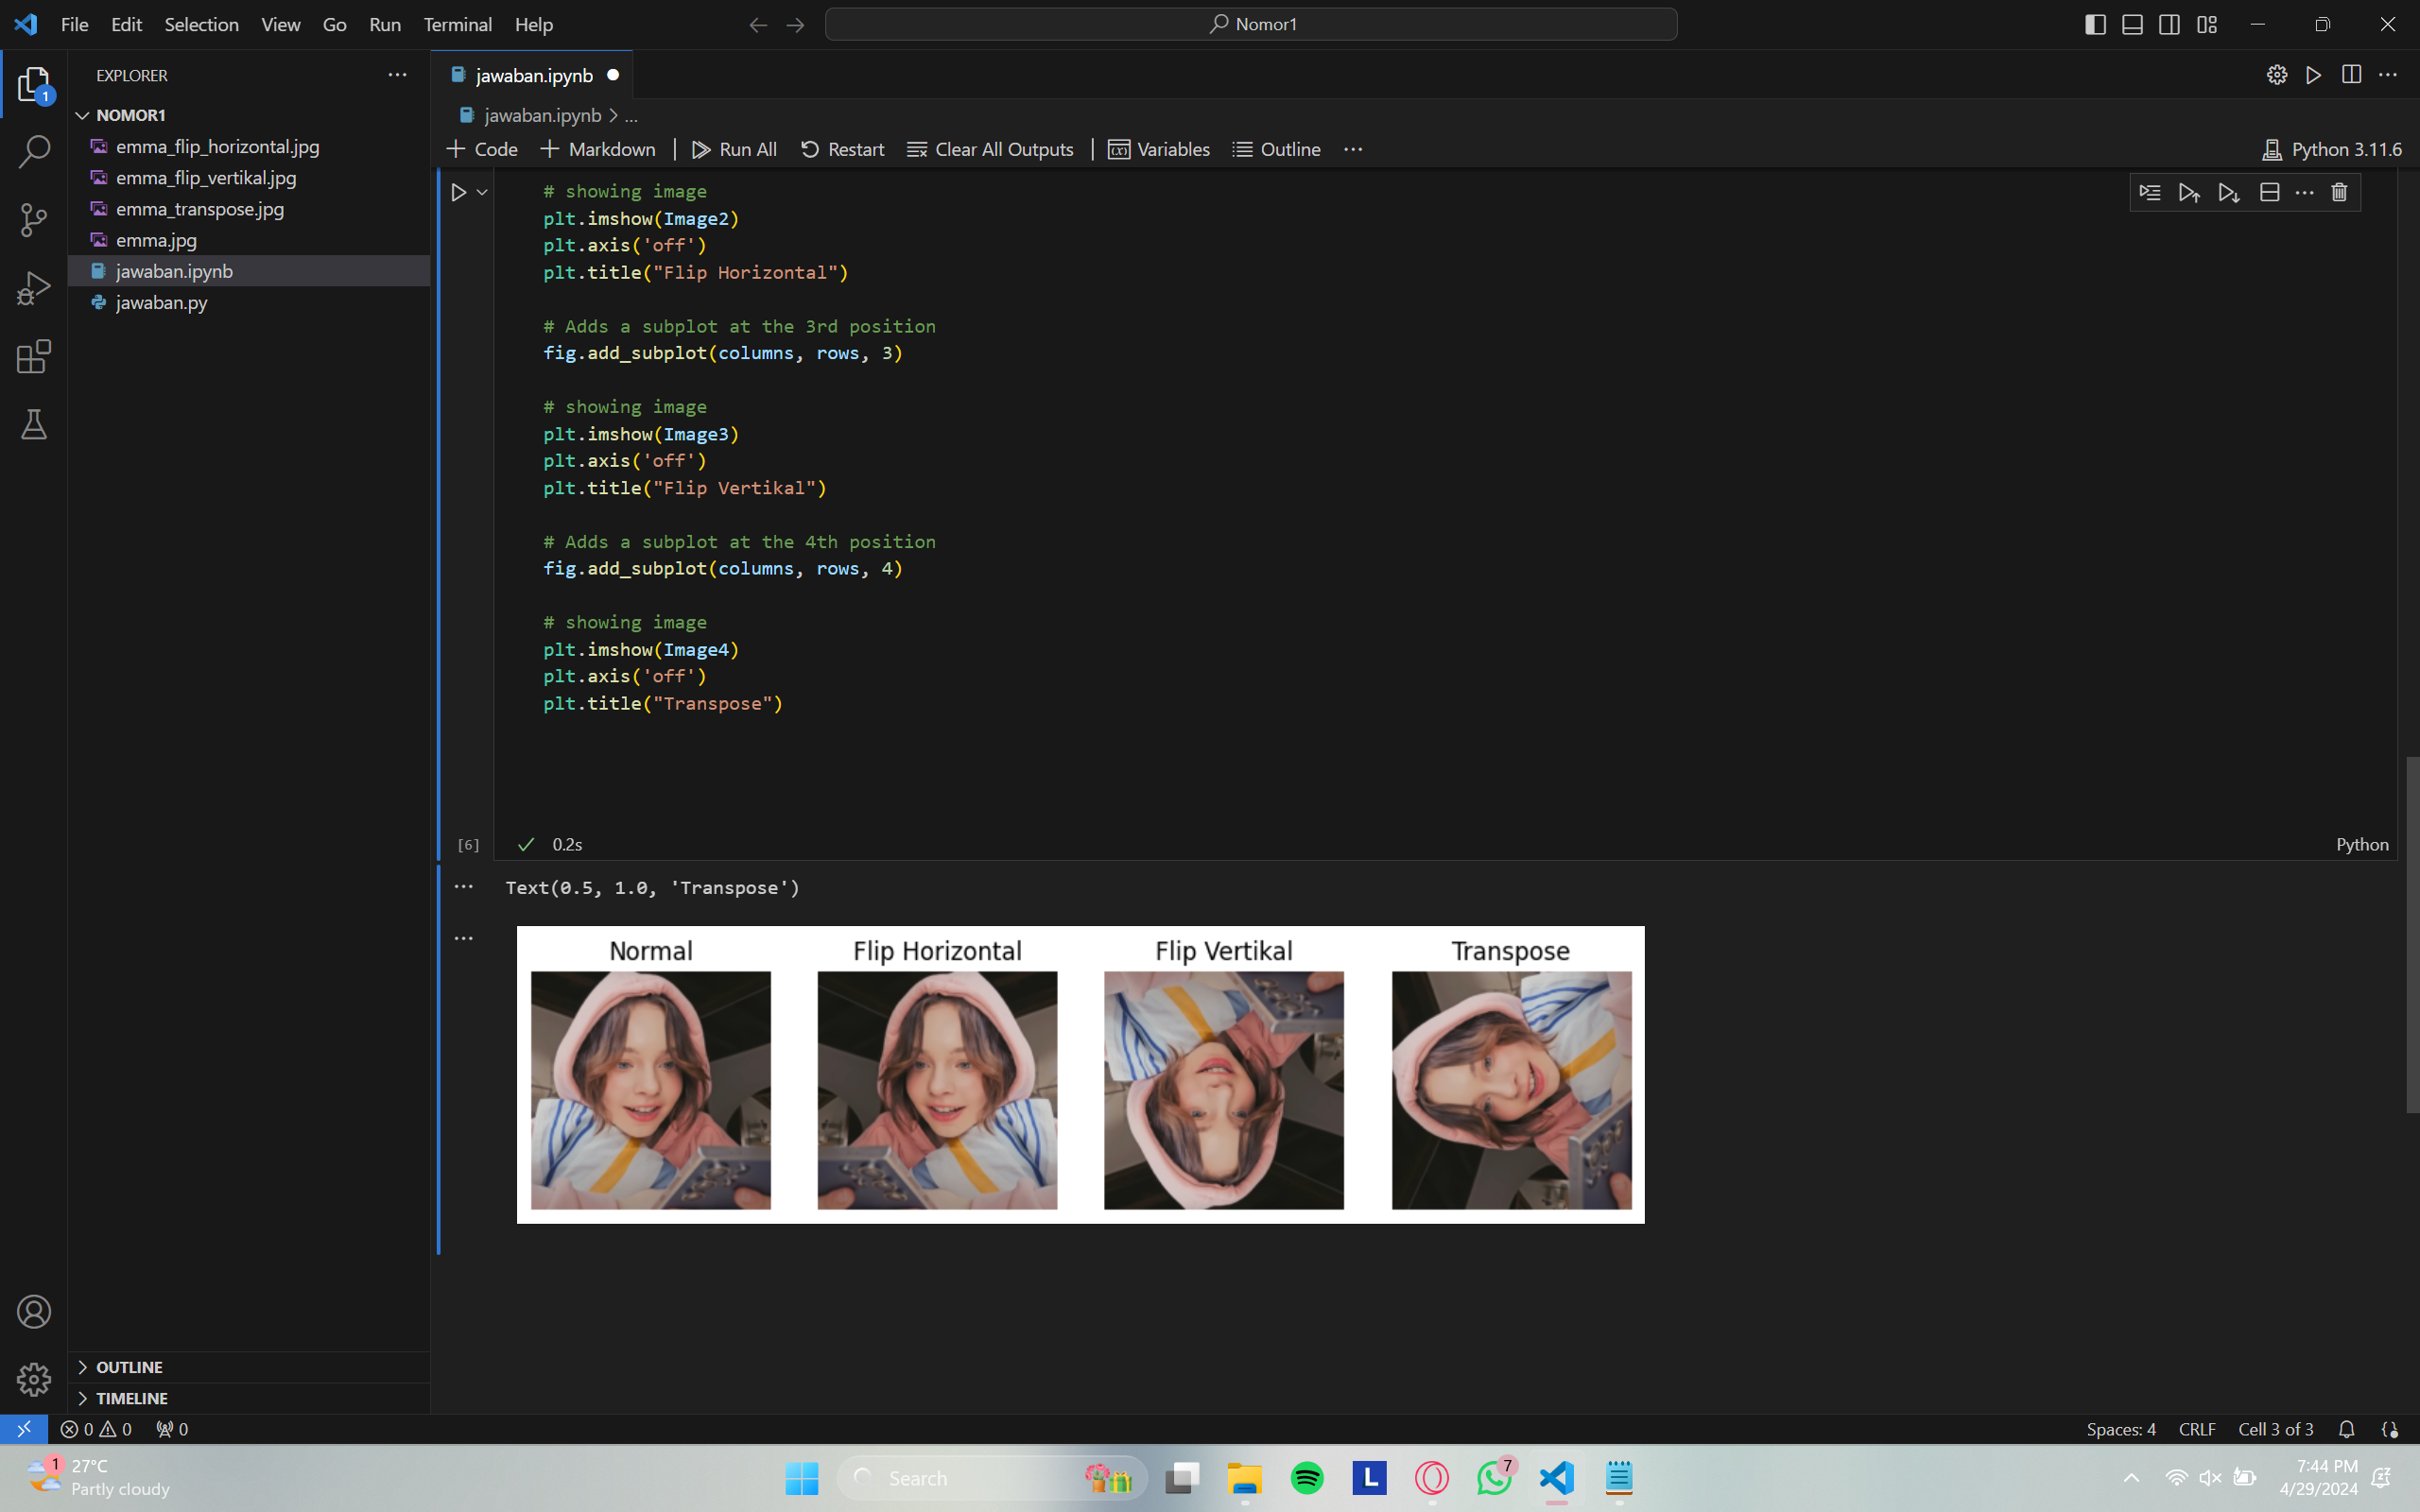 File Edit Selection View Go Run Terminal Help
Nomor1
EXPLORER
NOMOR1
emma_flip_horizontal.jpg
emma_flip_vertikal.jpg
emma_transpose.jpg
emma.jpg
jawaban.ipynb
jawaban.py
OUTLINE
TIMELINE
1
jawaban.ipynb
jawaban.ipynb > ...
+ Code + Markdown Run All Restart Clear All Outputs Variables Outline ...
Python 3.11.6
# showing image
plt.imshow(Image2)
plt.axis('off')
plt.title("Flip Horizontal")
# Adds a subplot at the 3rd position
fig.add_subplot(columns, rows, 3)
# showing image
plt.imshow(Image3)
plt.axis('off')
plt.title("Flip Vertikal")
# Adds a subplot at the 4th position
fig.add_subplot(columns, rows, 4)
# showing image
plt.imshow(Image4)
plt.axis('off')
plt.title("Transpose")
[6] 0.2s Python
Text(0.5, 1.0, 'Transpose')
Normal Flip Horizontal Flip Vertikal Transpose
0 0 0
Spaces: 4 CRLF Cell 3 of 3
1
27°C
Partly cloudy
Search
L
7
7:44 PM
4/29/2024